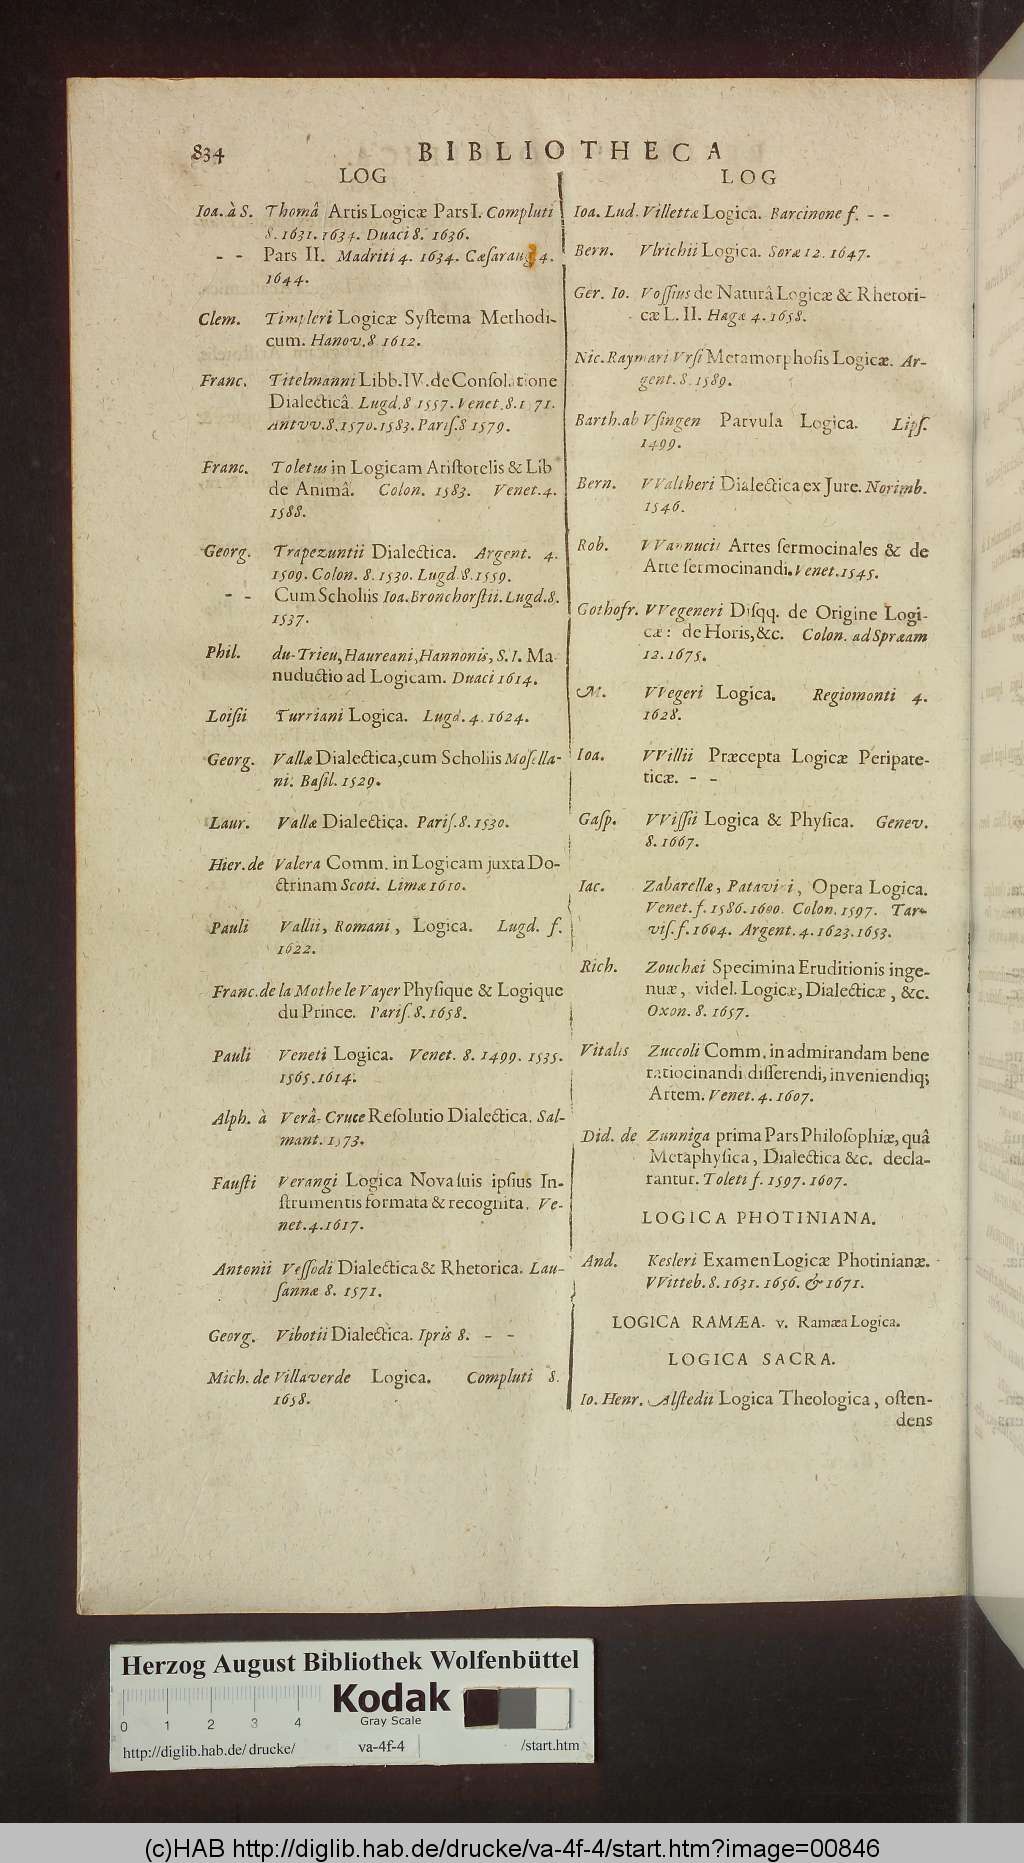 834
BIBLIOTHECA
LOG
Ioa. à S. Thomâ Artis Logicæ Pars I. Compluti
8. 1631. 1634. Duaci 8. 1636.
- - Pars II. Madriti 4. 1634. Cæſaraug. 4.
1644.
Clem. Timpleri Logicæ Syſtema Methodi-
cum. Hanov. 8 1612.
Franc. Titelmanni Libb. IV. de Conſolatione
Dialecticâ. Lugd. 8 1557. Venet. 8. 1571.
Antvv. 8. 1570. 1583. Pariſ. 8 1579.
Franc. Toletus in Logicam Ariſtotelis & Lib
de Animâ. Colon. 1583. Venet. 4.
1588.
Georg. Trapezuntii Dialectica. Argent. 4.
1509. Colon. 8. 1530. Lugd. 8. 1559.
- - Cum Scholiis Ioa. Bronchorſtii. Lugd. 8.
1537.
Phil. du-Trieu, Haureani, Hannonis, S. I. Ma-
nuductio ad Logicam. Duaci 1614.
Loiſii Turriani Logica. Lugd. 4. 1624.
Georg. Vallæ Dialectica, cum Scholiis Moſella-
ni. Baſil. 1529.
Laur. Vallæ Dialectica. Pariſ. 8. 1530.
Hier. de Valera Comm. in Logicam juxta Do-
ctrinam Scoti. Limæ 1610.
Pauli Vallii, Romani, Logica. Lugd. f.
1622.
Franc. de la Mothe le Vayer Phyſique & Logique
du Prince. Pariſ. 8. 1658.
Pauli Veneti Logica. Venet. 8. 1499. 1535.
1565. 1614.
Alph. à Verâ-Cruce Reſolutio Dialectica. Sal-
mant. 1573.
Fauſti Verangi Logica Nova ſuis ipſius In-
ſtrumentis formata & recognita. Ve-
net. 4. 1617.
Antonii Veſſodi Dialectica & Rhetorica. Lau-
ſannæ 8. 1571.
Georg. Vibotii Dialectica. Ipris 8. - -
Mich. de Villaverde Logica. Compluti 8.
1658.
LOG
Ioa. Lud. Villettæ Logica. Barcinone f. - -
Bern. Vlrichii Logica. Soræ 12. 1647.
Ger. Io. Voſſius de Naturâ Logicæ & Rhetori-
cæ L. II. Hagæ 4. 1658.
Nic. Raymari Vrſi Metamorphoſis Logicæ. Ar-
gent. 8. 1589.
Barth. ab Vſingen Parvula Logica. Lipſ.
1499.
Bern. VValtheri Dialectica ex Jure. Norimb.
1546.
Rob. VVannucii Artes ſermocinales & de
Arte ſermocinandi. Venet. 1545.
Gothofr. VVegeneri Diſqq. de Origine Logi-
cæ: de Horis, &c. Colon. ad Spræam
12. 1675.
M. VVegeri Logica. Regiomonti 4.
1628.
Ioa. VVillii Præcepta Logicæ Peripate-
ticæ. - -
Gaſp. VViſſii Logica & Phyſica. Genev.
8. 1667.
Iac. Zabarellæ, Patavini, Opera Logica.
Venet. f. 1586. 1600. Colon. 1597. Tar-
viſ. f. 1604. Argent. 4. 1623. 1653.
Rich. Zouchæi Specimina Eruditionis inge-
nuæ, videl. Logicæ, Dialecticæ, &c.
Oxon. 8. 1657.
Vitalis Zuccoli Comm. in admirandam bene
ratiocinandi diſſerendi, inveniendiq;
Artem. Venet. 4. 1607.
Did. de Zunniga prima Pars Philoſophiæ, quâ
Metaphyſica, Dialectica &c. decla-
rantur. Toleti f. 1597. 1607.
LOGICA PHOTINIANA.
And. Kesleri Examen Logicæ Photinianæ.
VVitteb. 8. 1631. 1656. & 1671.
LOGICA RAMÆA. v. Ramæa Logica.
LOGICA SACRA.
Io. Henr. Alſtedii Logica Theologica, oſten-
dens
Herzog August Bibliothek Wolfenbüttel
Kodak
Gray Scale
0 1 2 3 4
http://diglib.hab.de/drucke/ va-4f-4 /start.htm
(c)HAB http://diglib.hab.de/drucke/va-4f-4/start.htm?image=00846